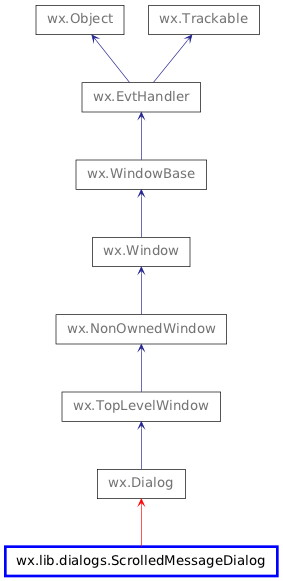 wx.Object
wx.Trackable
wx.EvtHandler
wx.WindowBase
wx.Window
wx.NonOwnedWindow
wx.TopLevelWindow
wx.Dialog
wx.lib.dialogs.ScrolledMessageDialog